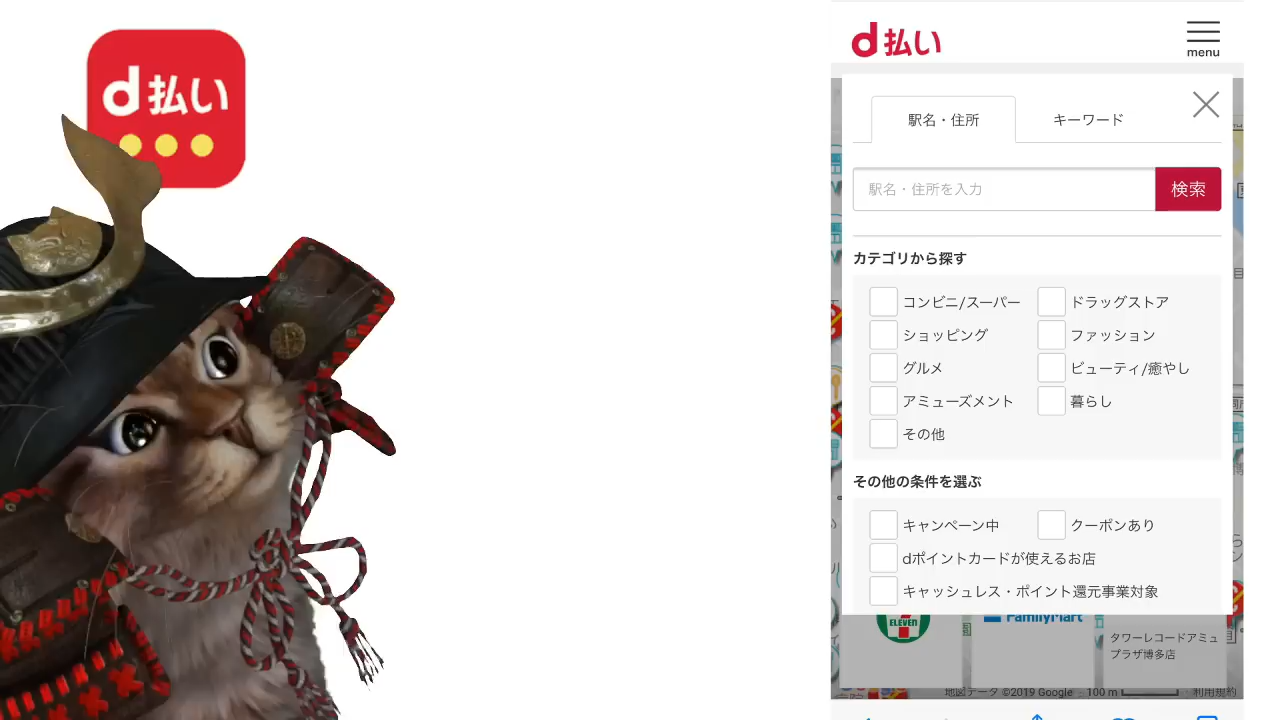 d払い
d払い
menu
駅名・住所
キーワード
駅名・住所を入力
検索
カテゴリから探す
コンビニ/スーパー
ドラッグストア
ショッピング
ファッション
グルメ
ビューティ/癒やし
アミューズメント
暮らし
その他
その他の条件を選ぶ
キャンペーン中
クーポンあり
dポイントカードが使えるお店
キャッシュレス・ポイント還元事業対象
ELEVEN
FamilyMart
タワーレコードアミュ
プラザ博多店
地図データ ©2019 Google
100 m
利用規約